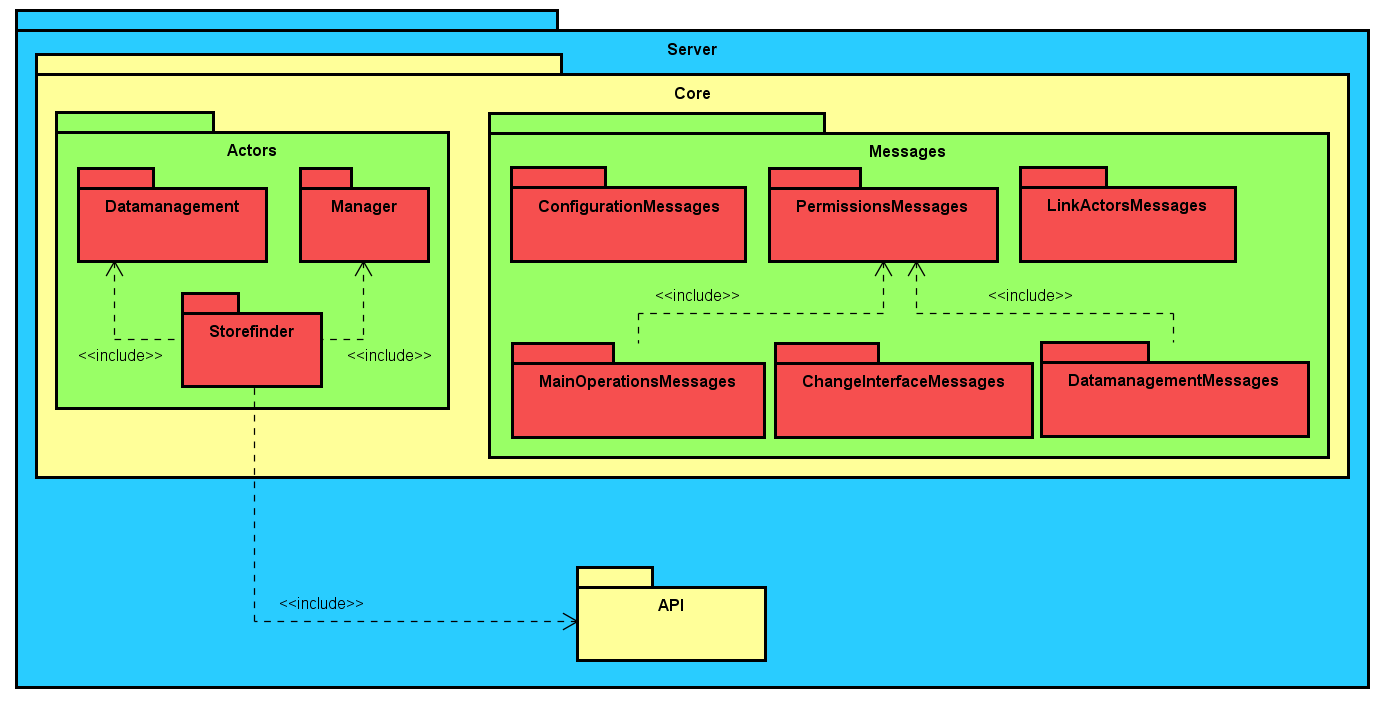 Server
Core
Actors
Messages
Datamanagement
Manager
ConfigurationMessages
PermissionsMessages
LinkActorsMessages
<<include>>
<<include>>
Storefinder
<<include>>
<<include>>
MainOperationsMessages
ChangeInterfaceMessages
DatamanagementMessages
<<include>>
API